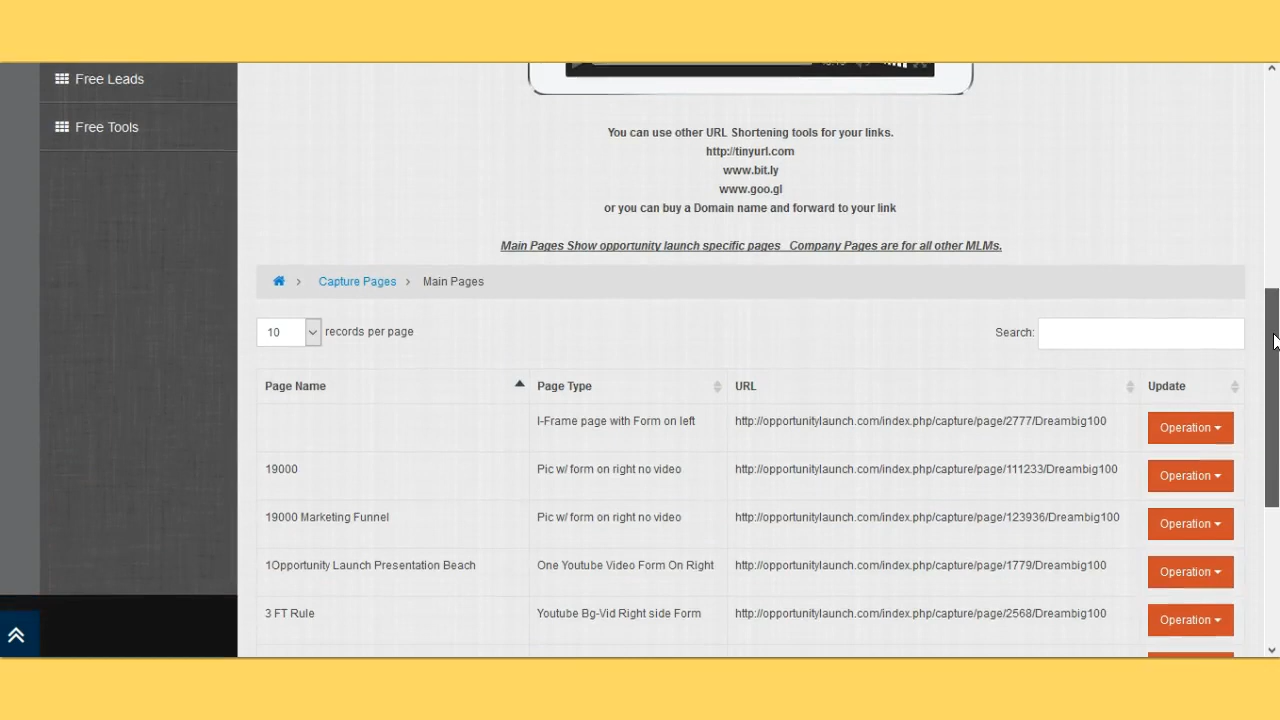 Free Leads
Free Tools
You can use other URL Shortening tools for your links.
http://tinyurl.com
www.bit.ly
www.goo.gl
or you can buy a Domain name and forward to your link
Main Pages Show opportunity launch specific pages Company Pages are for all other MLMs.
Capture Pages > Main Pages
10 records per page
Search:
Page Name Page Type URL Update
I-Frame page with Form on left http://opportunitylaunch.com/index.php/capture/page/2777/Dreambig100 Operation
19000 Pic w/ form on right no video http://opportunitylaunch.com/index.php/capture/page/111233/Dreambig100 Operation
19000 Marketing Funnel Pic w/ form on right no video http://opportunitylaunch.com/index.php/capture/page/123936/Dreambig100 Operation
1Opportunity Launch Presentation Beach One Youtube Video Form On Right http://opportunitylaunch.com/index.php/capture/page/1779/Dreambig100 Operation
3 FT Rule Youtube Bg-Vid Right side Form http://opportunitylaunch.com/index.php/capture/page/2568/Dreambig100 Operation